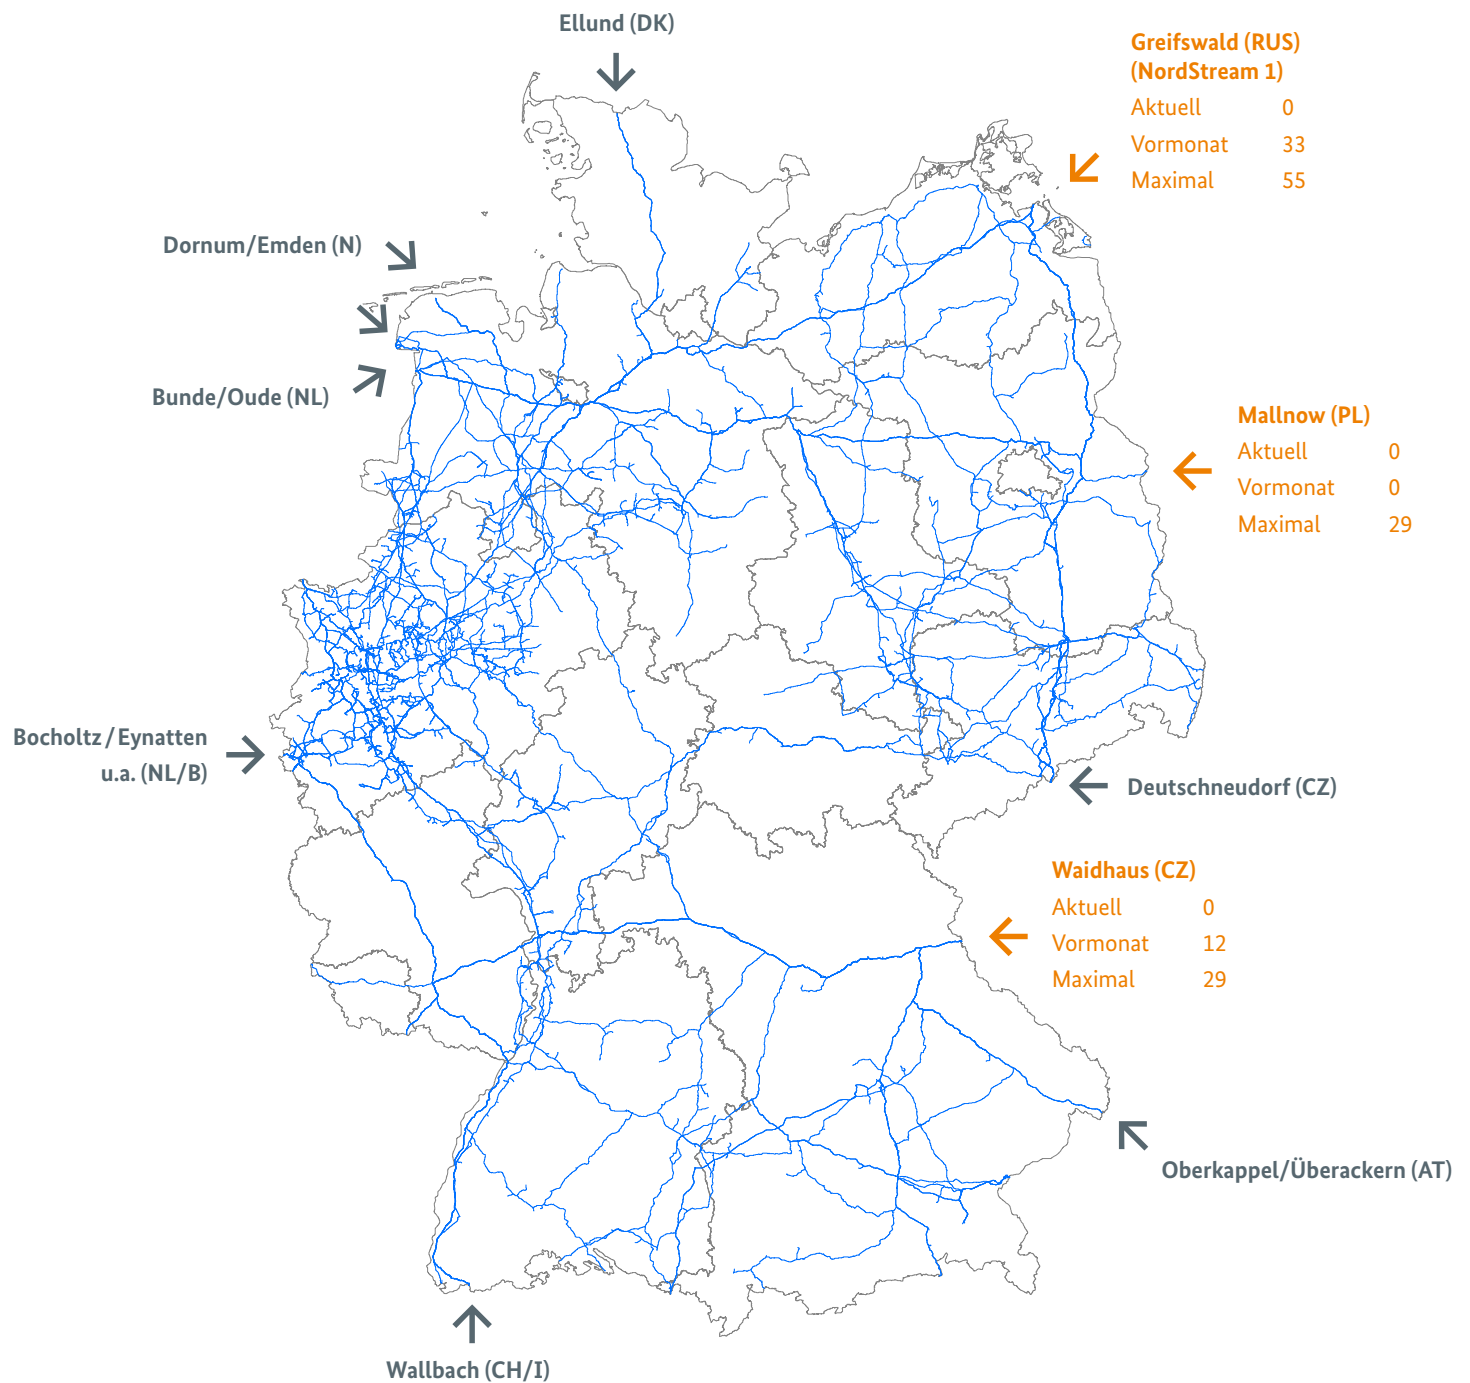 Ellund (DK)
Greifswald (RUS)
(NordStream 1)
Aktuell 0
Vormonat 33
Maximal 55
Dornum/Emden (N)
Bunde/Oude (NL)
Mallnow (PL)
Aktuell 0
Vormonat 0
Maximal 29
Bocholtz / Eynatten
u.a. (NL/B)
Deutschneudorf (CZ)
Waidhaus (CZ)
Aktuell 0
Vormonat 12
Maximal 29
Oberkappel/Überackern (AT)
Wallbach (CH/I)